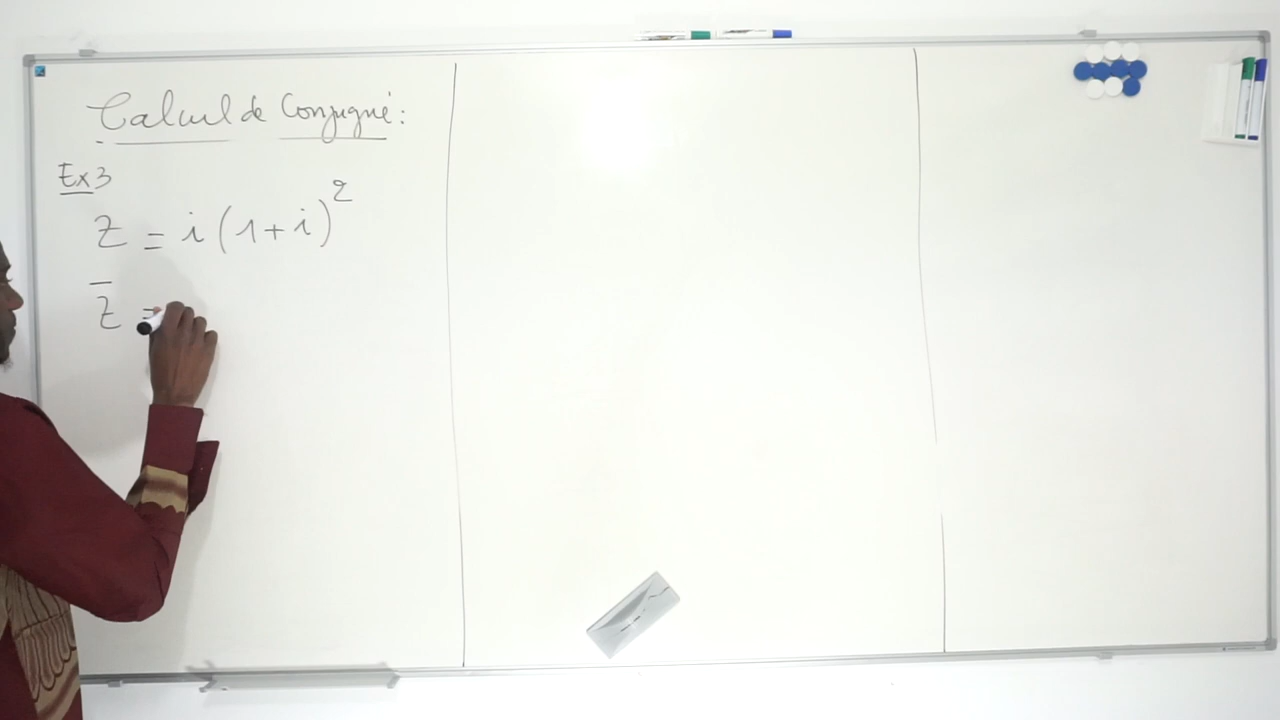 Calcul de Conjugué :
Ex3
Z = i(1+i)²
Z̅ =